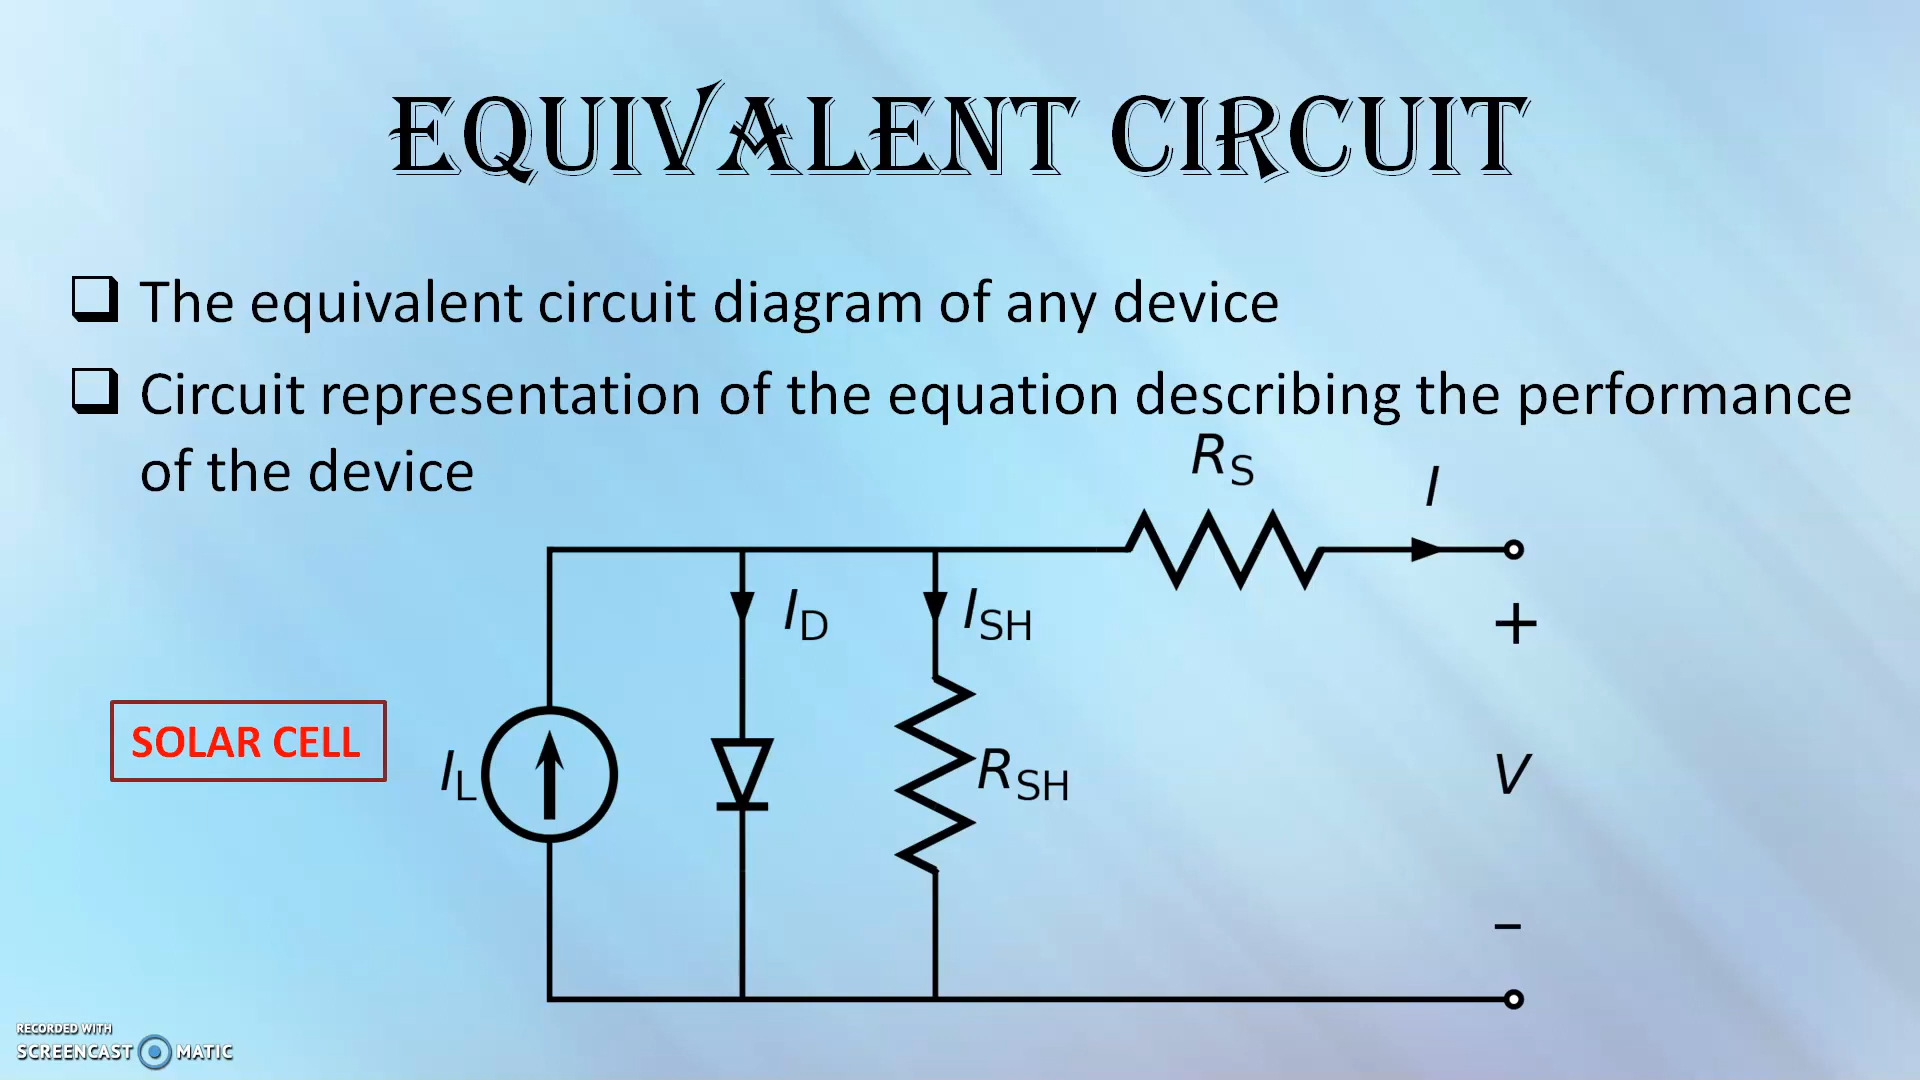 EQUIVALENT CIRCUIT
The equivalent circuit diagram of any device
Circuit representation of the equation describing the performance
of the device
RS
I
ID
ISH
+
SOLAR CELL
IL
RSH
V
–
RECORDED WITH
SCREENCAST MATIC